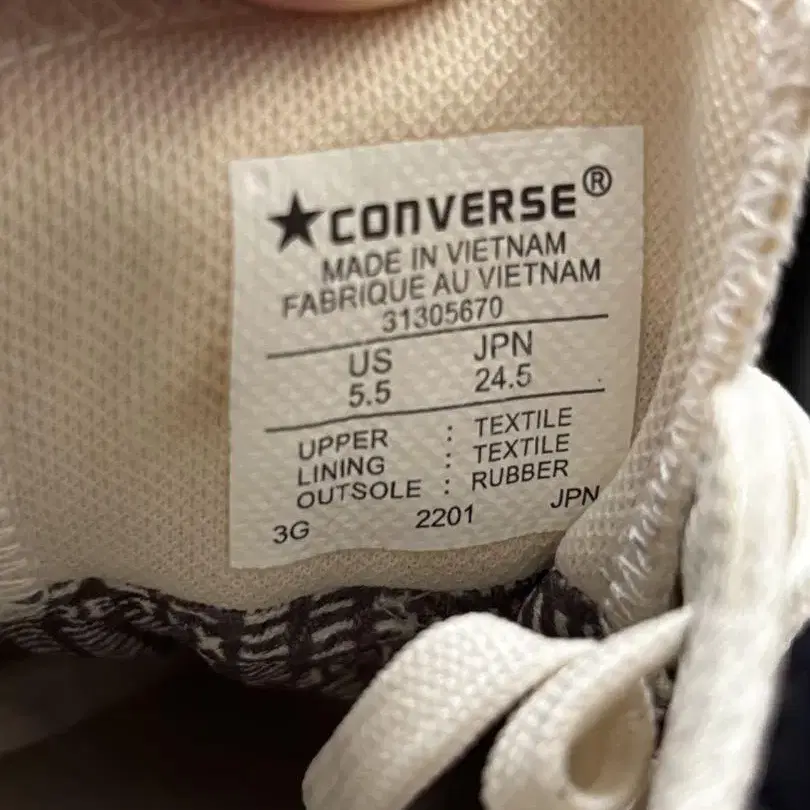 ★CONVERSE®
MADE IN VIETNAM
FABRIQUE AU VIETNAM
31305670
US JPN
5.5 24.5
UPPER : TEXTILE
LINING : TEXTILE
OUTSOLE : RUBBER
3G 2201 JPN